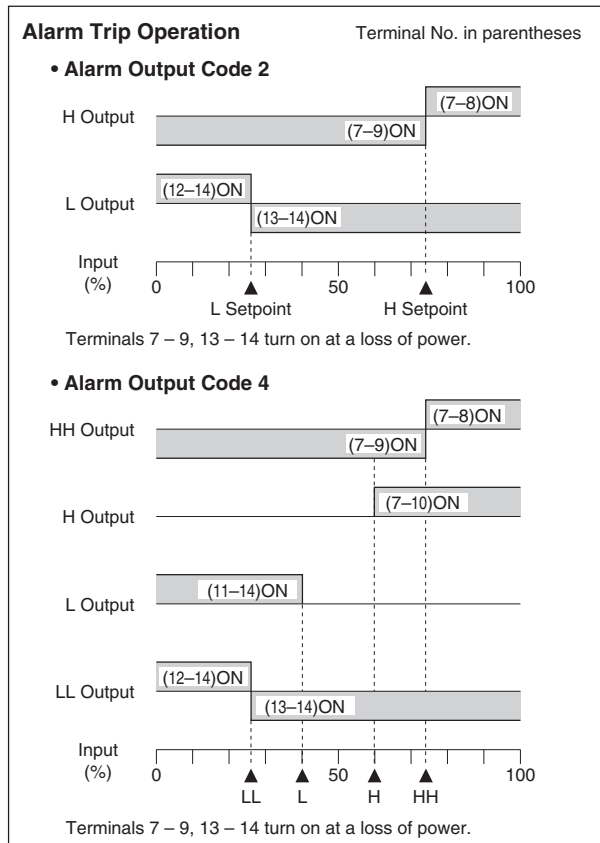 Alarm Trip Operation Terminal No. in parentheses
• Alarm Output Code 2
H Output
(7–8)ON
(7–9)ON
L Output
(12–14)ON
(13–14)ON
Input
(%)
0 50 100
L Setpoint H Setpoint
Terminals 7 – 9, 13 – 14 turn on at a loss of power.
• Alarm Output Code 4
HH Output
(7–8)ON
(7–9)ON
H Output
(7–10)ON
L Output
(11–14)ON
LL Output
(12–14)ON
(13–14)ON
Input
(%)
0 50 100
LL L H HH
Terminals 7 – 9, 13 – 14 turn on at a loss of power.